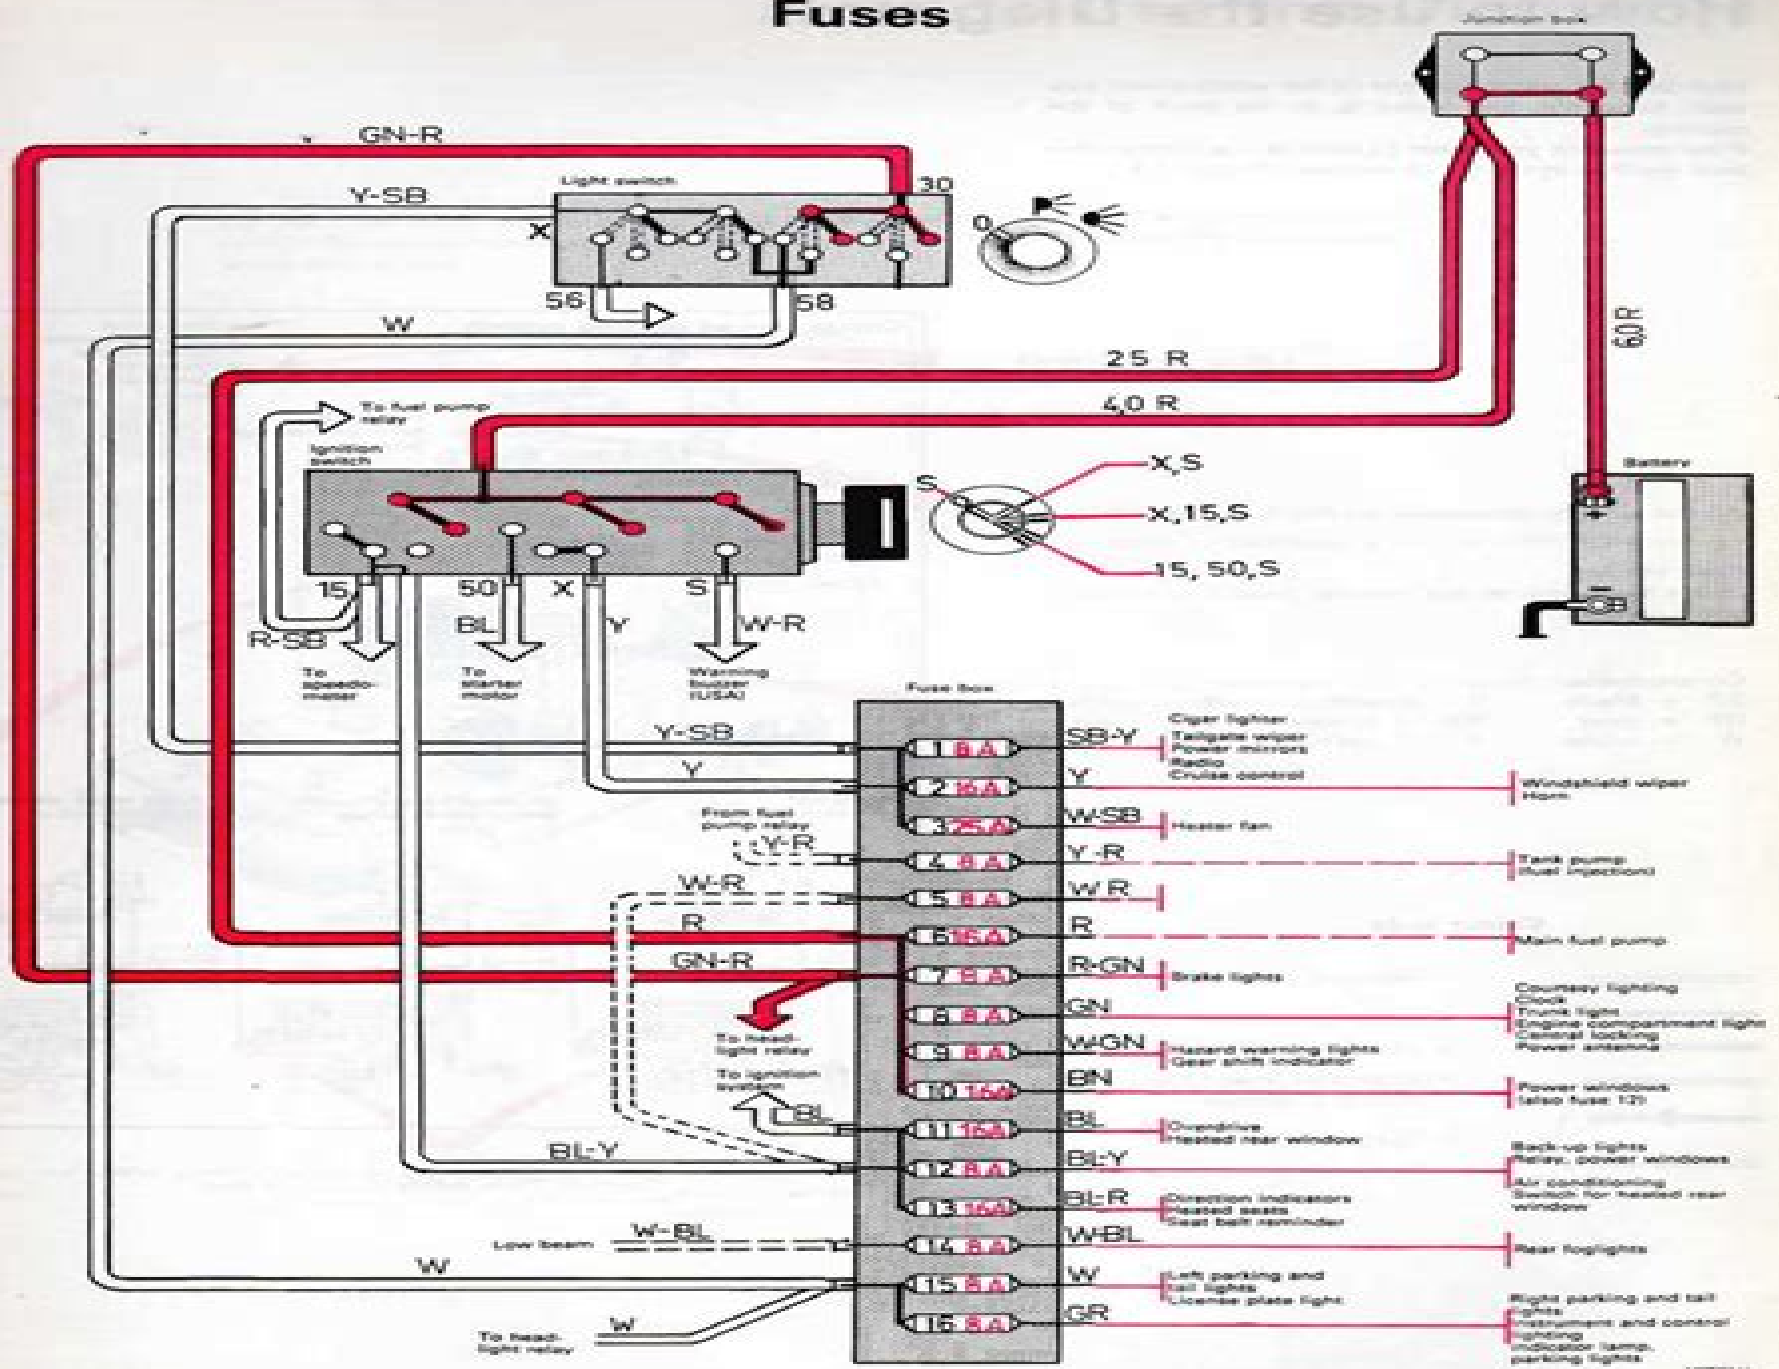 Fuses
Junction box
GN-R
Light switch
30
Y-SB
X
O
56
58
W
25 R
6,0 R
4,0 R
To fuel pump
relay
Ignition
switch
Battery
S
X,S
X,15,S
15, 50,S
+
−
15
50
X
S
R-SB
BL
Y
W-R
To
speedo-
meter
To
starter
motor
Warning
buzzer
(USA)
Fuse box
Y-SB
1 8 A
SB-Y
Cigar lighter
Tailgate wiper
Power mirrors
Radio
Cruise control
Y
2 16 A
Y
Windshield wiper
Horn
From fuel
pump relay
3 25 A
W-SB
Heater fan
Y-R
4 8 A
Y-R
Tank pump
(fuel injection)
W-R
5 8 A
W R
R
6 16 A
R
Main fuel pump
GN-R
7 8 A
R-GN
Brake lights
8 8 A
GN
Courtesy lighting
Clock
Trunk light
Engine compartment light
Central locking
Power antenna
To head-
light relay
9 8 A
W-GN
Hazard warning lights
Gear shift indicator
To ignition
system
10 16A
BN
Power windows
(also fuse 12)
BL
11 16A
BL
Overdrive
Heated rear window
BL-Y
12 8 A
BL-Y
Back-up lights
Relay, power windows
Air conditioning
Switch for heated rear
window
13 16A
BL-R
Direction indicators
Heated seats
Seat belt reminder
Low beam
W-BL
14 8 A
W-BL
Rear foglights
W
15 8 A
W
Left parking and
tail lights
License plate light
To head-
light relay
W
16 8 A
GR
Right parking and tail
lights
Instrument and control
lighting
Indicator lamp,
parking lights